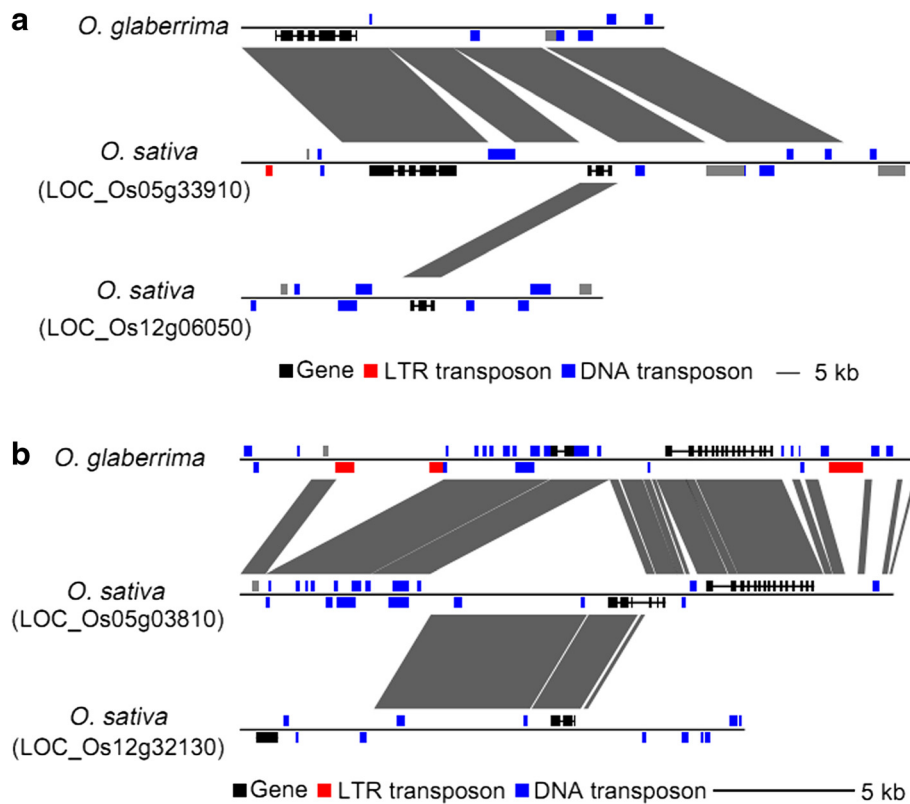 a
O. glaberrima
O. sativa
(LOC_Os05g33910)
O. sativa
(LOC_Os12g06050)
Gene LTR transposon DNA transposon 5 kb
b
O. glaberrima
O. sativa
(LOC_Os05g03810)
O. sativa
(LOC_Os12g32130)
Gene LTR transposon DNA transposon 5 kb